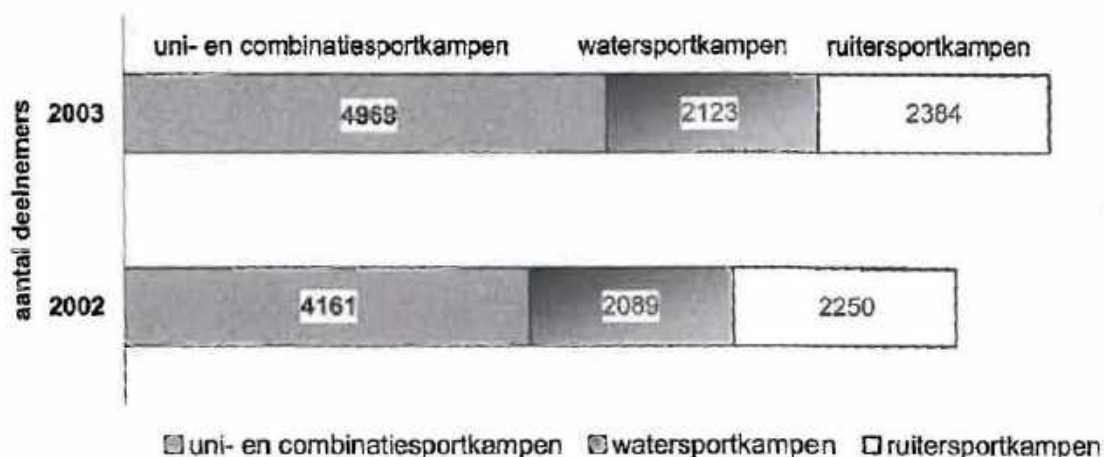 uni- en combinatiesportkampen watersportkampen ruitersportkampen
aantal deelnemers
2003 4969 2123 2384
2002 4161 2089 2250
uni- en combinatiesportkampen watersportkampen ruitersportkampen